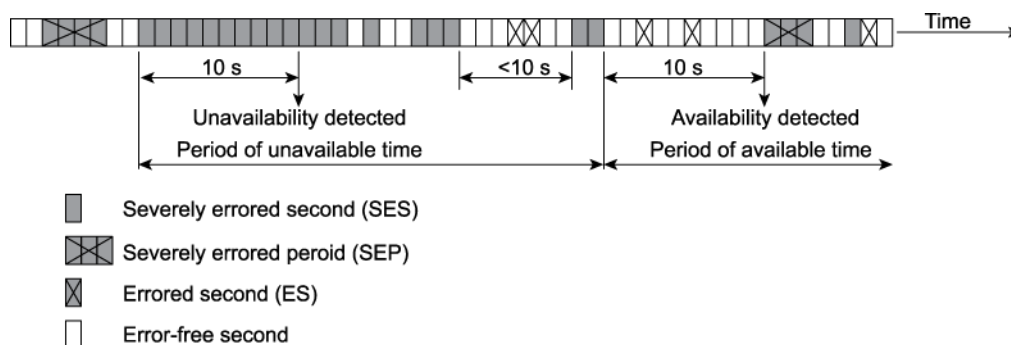 Time
10 s
<10 s
10 s
Unavailability detected
Availability detected
Period of unavailable time
Period of available time
Severely errored second (SES)
Severely errored peroid (SEP)
Errored second (ES)
Error-free second